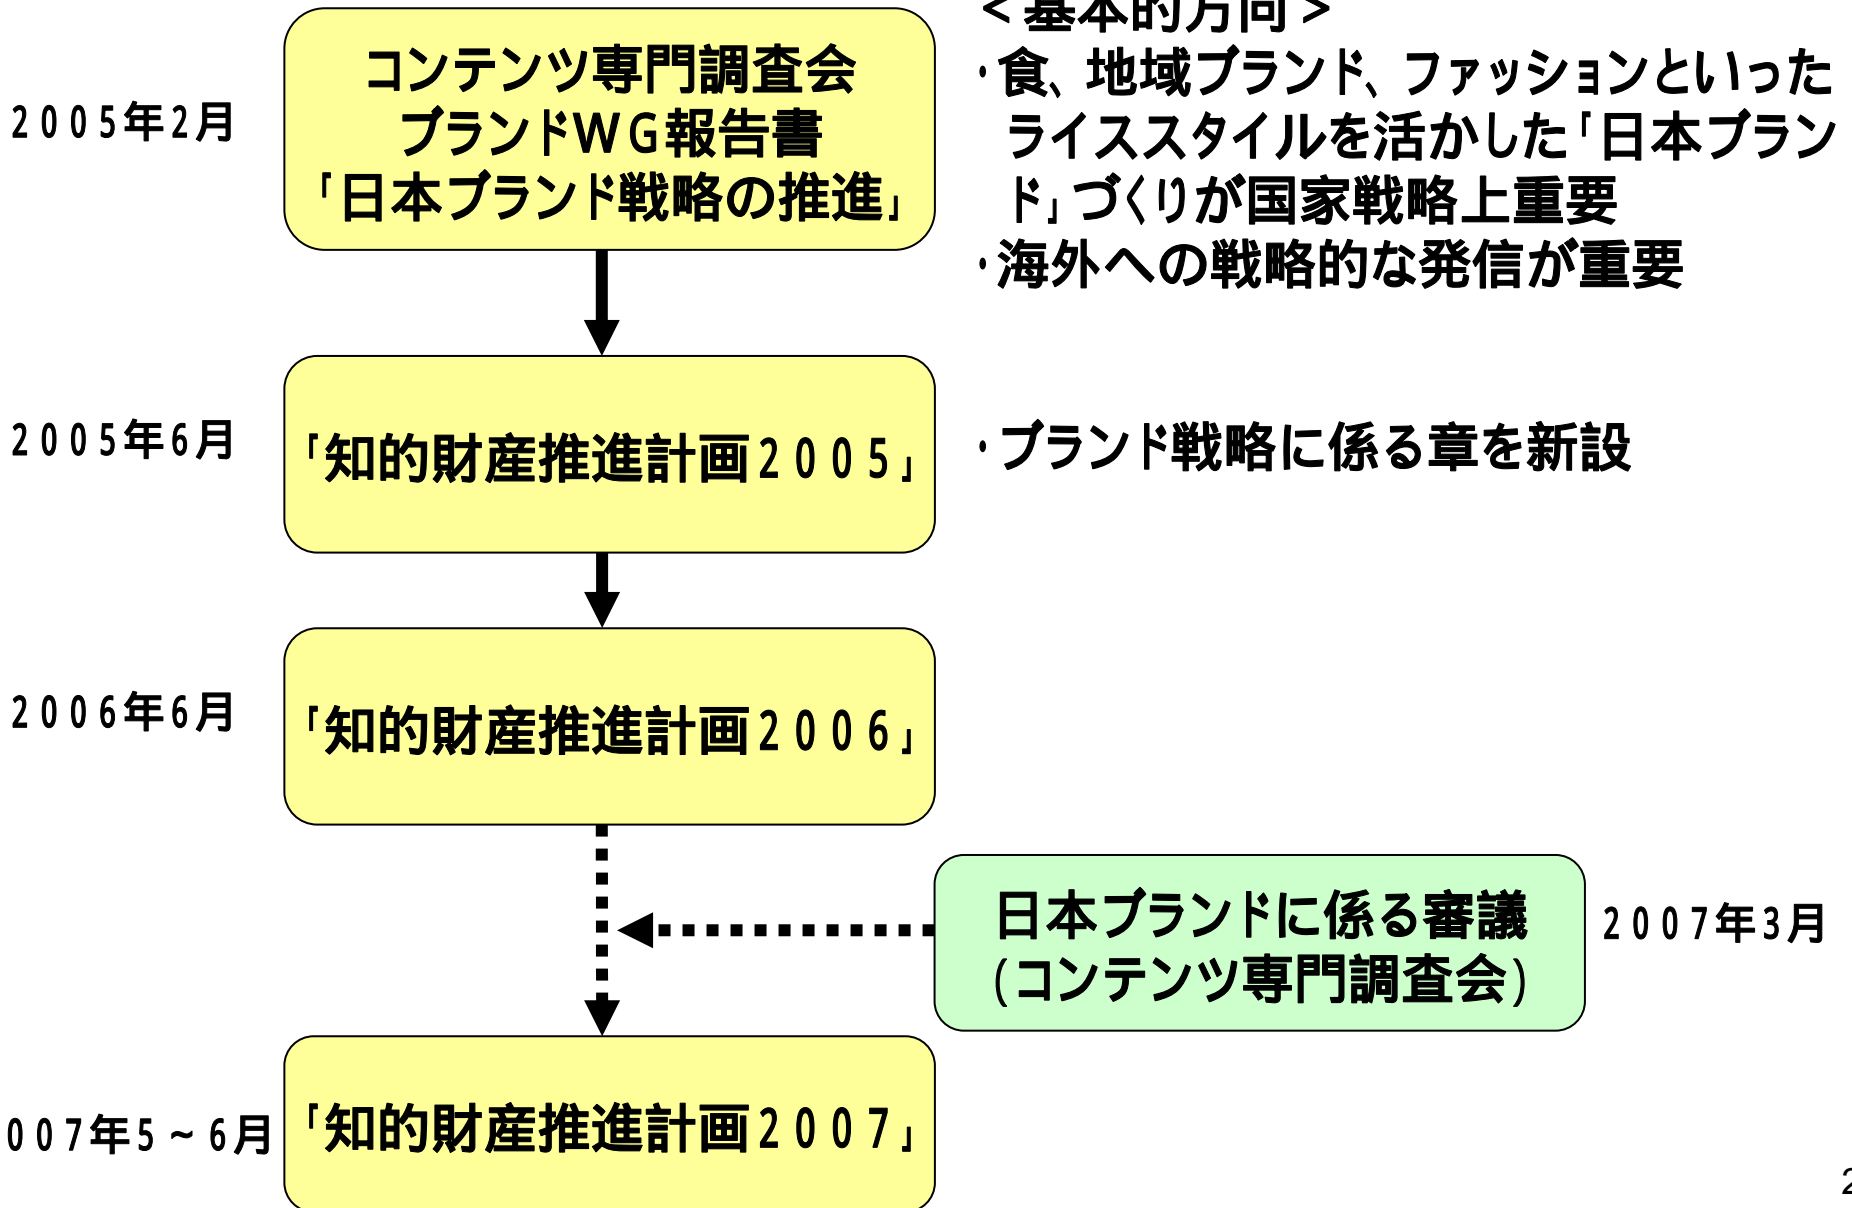 ＜基本的方向＞
２００５年２月
コンテンツ専門調査会
ブランドＷＧ報告書
「日本ブランド戦略の推進」
・食、地域ブランド、ファッションといった
ライススタイルを活かした「日本ブラン
ド」づくりが国家戦略上重要
・海外への戦略的な発信が重要
２００５年６月
「知的財産推進計画２００５」
・ブランド戦略に係る章を新設
２００６年６月
「知的財産推進計画２００６」
日本ブランドに係る審議
（コンテンツ専門調査会）
２００７年３月
００７年５～６月
「知的財産推進計画２００７」
2